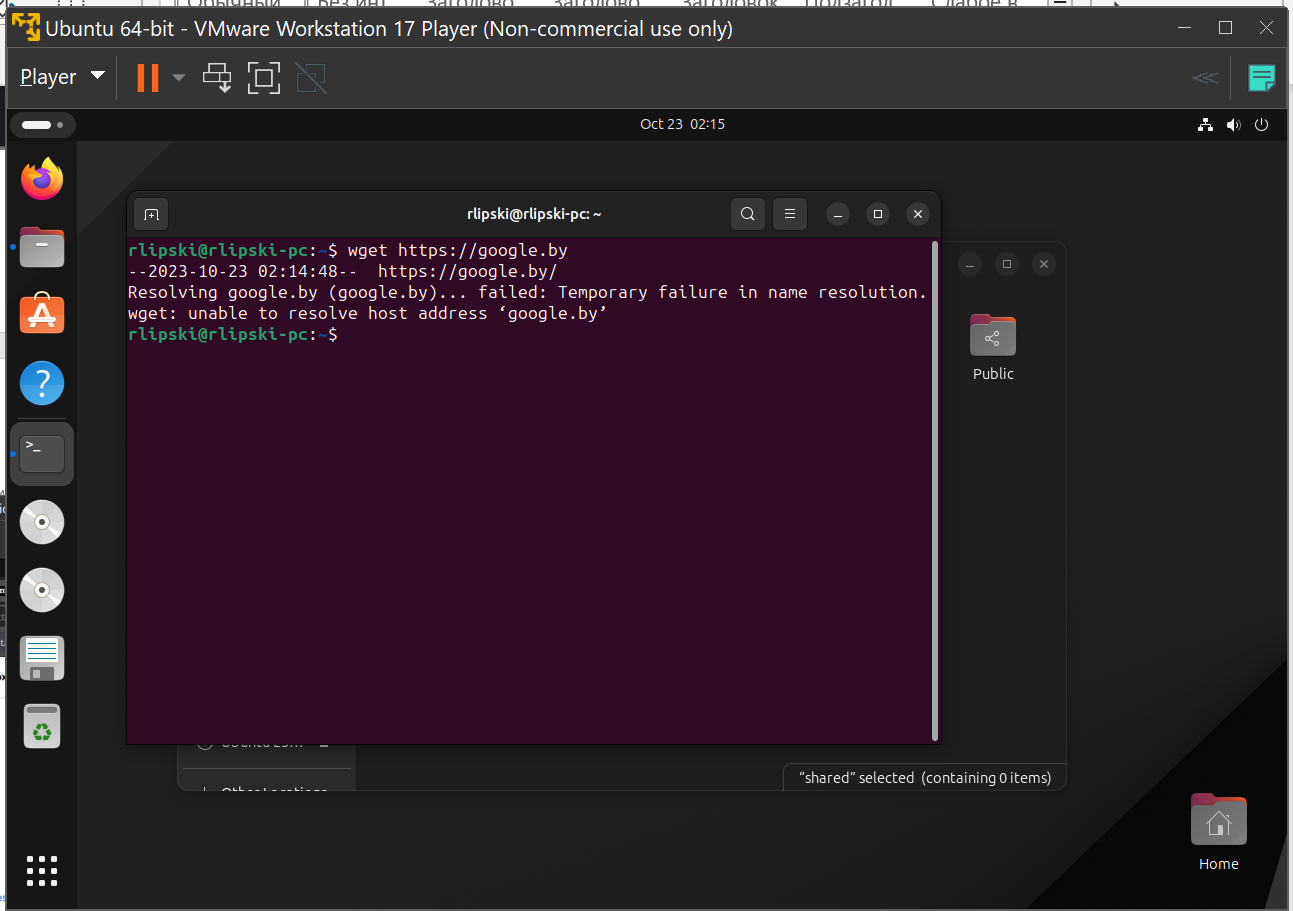 Ubuntu 64-bit - VMware Workstation 17 Player (Non-commercial use only)
Player
Oct 23 02:15
rlipski@rlipski-pc: ~
rlipski@rlipski-pc:~$ wget https://google.by
--2023-10-23 02:14:48--  https://google.by/
Resolving google.by (google.by)... failed: Temporary failure in name resolution.
wget: unable to resolve host address ‘google.by’
rlipski@rlipski-pc:~$
Public
Other Locations
“shared” selected (containing 0 items)
Home